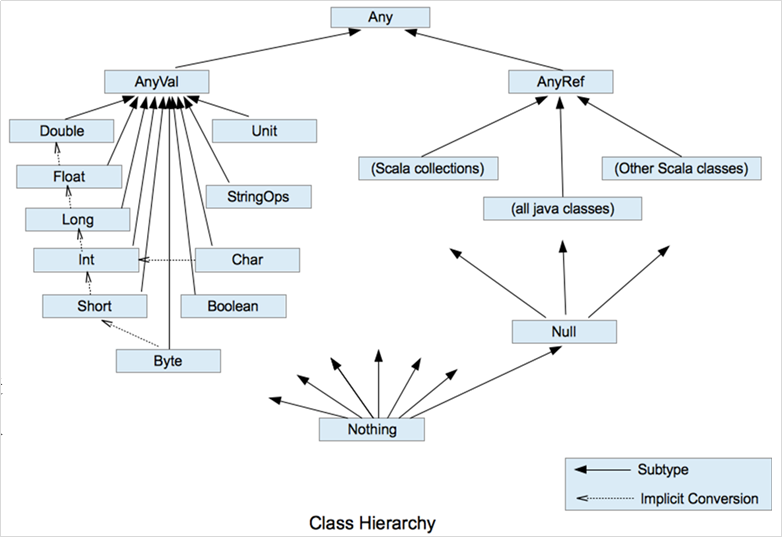 Any
AnyVal
AnyRef
Double
Unit
Float
(Scala collections)
(Other Scala classes)
StringOps
Long
(all java classes)
Int
Char
Short
Boolean
Null
Byte
Nothing
Subtype
Implicit Conversion
Class Hierarchy